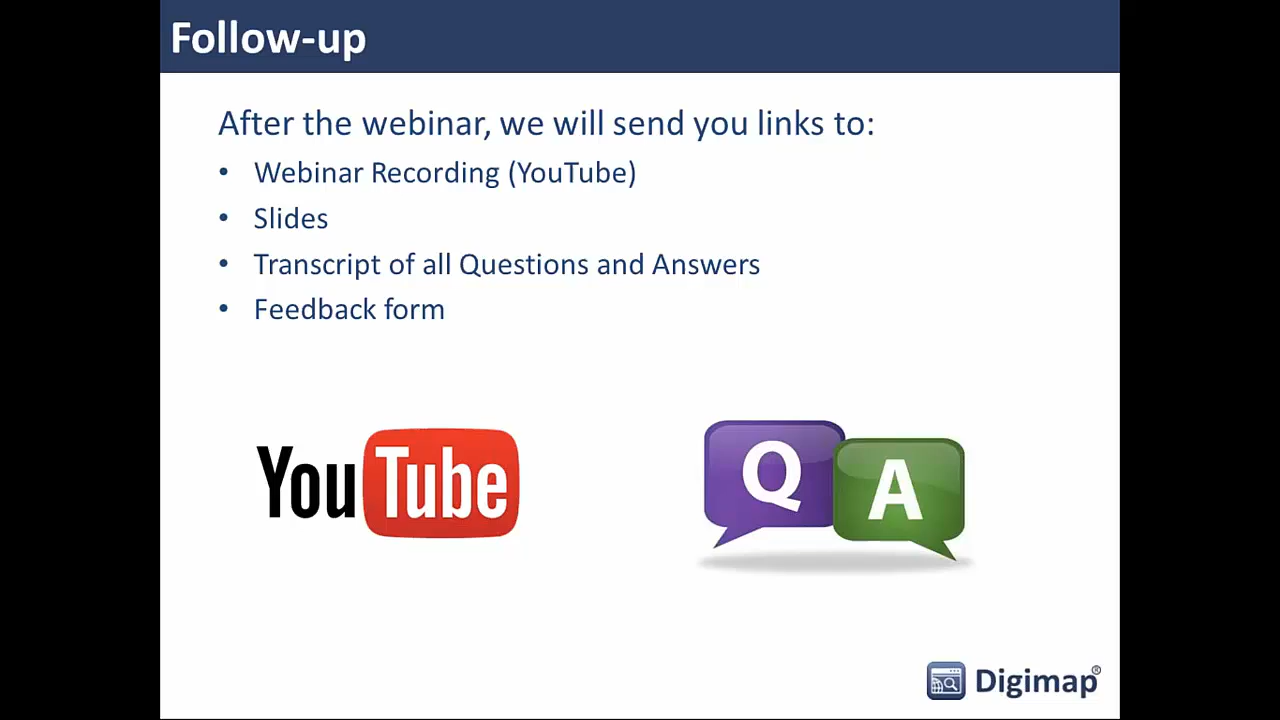 Follow-up
After the webinar, we will send you links to:
• Webinar Recording (YouTube)
• Slides
• Transcript of all Questions and Answers
• Feedback form
YouTube
Q A
Digimap®